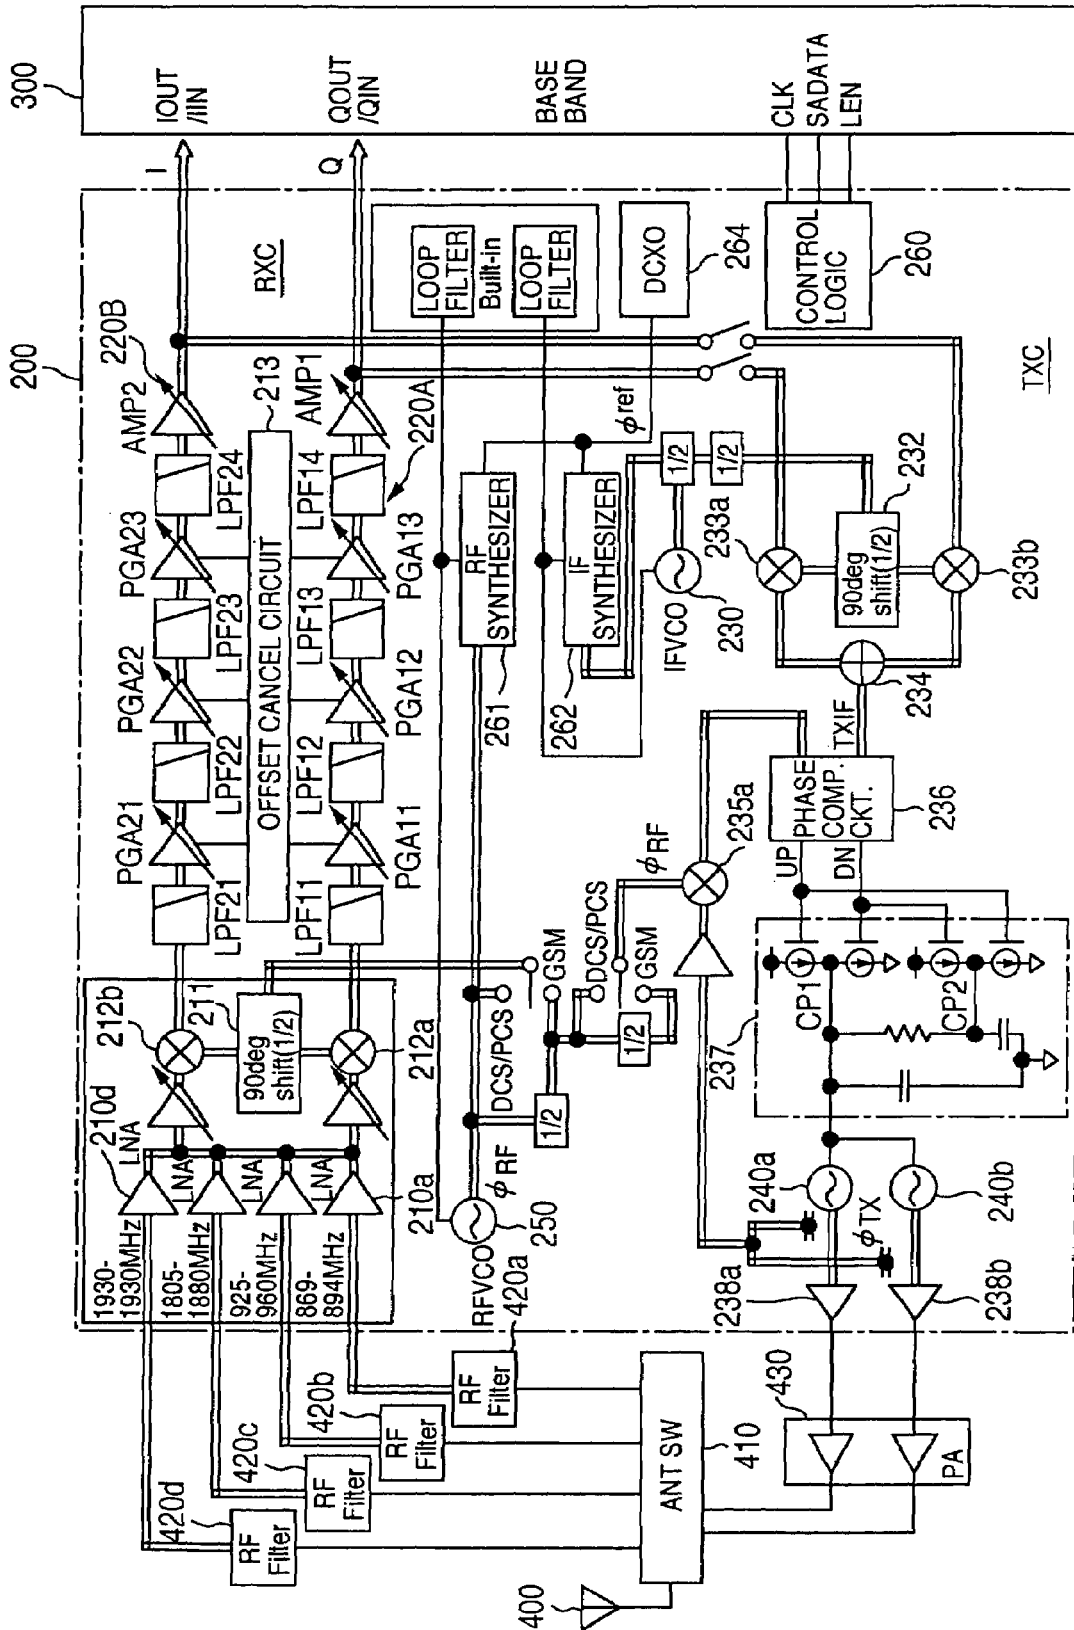 200
300
RXC
TXC
I
Q
IOUT
/IIN
QOUT
/QIN
BASE
BAND
CLK
SADATA
LEN
220B
AMP2
LPF24
PGA23
LPF23
PGA22
LPF22
PGA21
LPF21
213
OFFSET CANCEL CIRCUIT
AMP1
220A
LPF14
PGA13
LPF13
PGA12
LPF12
PGA11
LPF11
212b
211
90deg
shift(1/2)
212a
210d
LNA
LNA
LNA
LNA
210a
1930-
1930MHz
1805-
1880MHz
925-
960MHz
869-
894MHz
LOOP
FILTER
Built-in
LOOP
FILTER
DCXO
264
CONTROL
LOGIC
260
ϕref
RF
SYNTHESIZER
261
IF
SYNTHESIZER
262
1/2
1/2
IFVCO
230
233a
232
90deg
shift(1/2)
233b
234
TXIF
PHASE
COMP.
CKT.
236
UP
DN
235a
ϕRF
DCS/PCS
GSM
DCS/PCS
GSM
1/2
1/2
ϕRF
RFVCO
250
237
CP1
CP2
240a
240b
ϕTX
238a
238b
420a
RF
Filter
420b
RF
Filter
420c
RF
Filter
420d
RF
Filter
ANT SW
410
400
430
PA